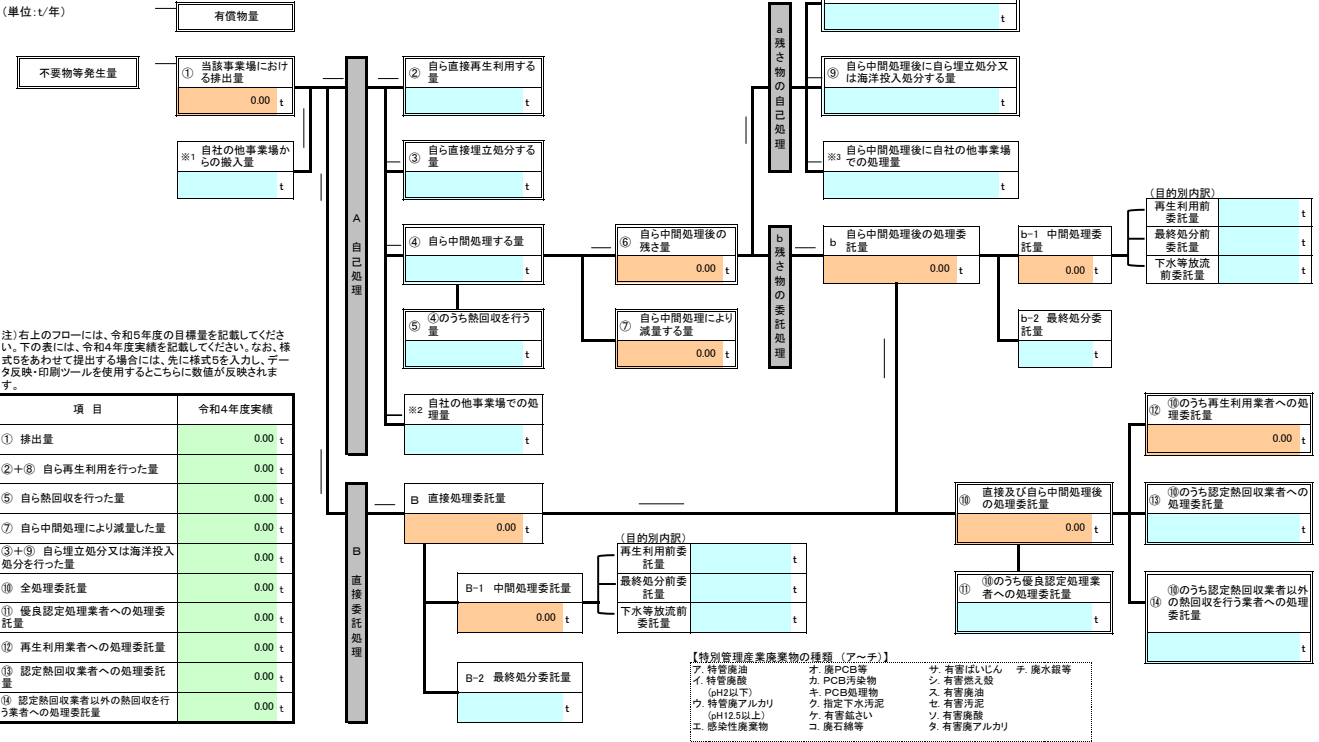 (単位:t/年)
有償物量
t
不要物等発生量
① 当該事業場におけ
る排出量
0.00 t
※1 自社の他事業場か
らの搬入量
t
A 自己処理
② 自ら直接再生利用する
量
t
③ 自ら直接埋立処分する
量
t
④ 自ら中間処理する量
t
⑤ ④のうち熱回収を行う
量
t
※2 自社の他事業場での処
理量
t
⑥ 自ら中間処理後の
残さ量
0.00 t
⑦ 自ら中間処理により
減量する量
0.00 t
a 残さ物の自己処理
⑨ 自ら中間処理後に自ら埋立処分又
は海洋投入処分する量
t
※3 自ら中間処理後に自社の他事業場
での処理量
t
b 残さ物の委託処理
b 自ら中間処理後の処理委
託量
0.00 t
b-1 中間処理委
託量
0.00 t
b-2 最終処分委
託量
t
(目的別内訳)
再生利用前
委託量
t
最終処分前
委託量
t
下水等放流
前委託量
t
注)右上のフローには、令和5年度の目標量を記載してくださ
い。下の表には、令和4年度実績を記載してください。なお、様
式5をあわせて提出する場合には、先に様式5を入力し、デー
タ反映・印刷ツールを使用するとこちらに数値が反映されま
す。
項 目 令和4年度実績
① 排出量 0.00 t
②+⑧ 自ら再生利用を行った量 0.00 t
⑤ 自ら熱回収を行った量 0.00 t
⑦ 自ら中間処理により減量した量 0.00 t
③+⑨ 自ら埋立処分又は海洋投入
処分を行った量 0.00 t
⑩ 全処理委託量 0.00 t
⑪ 優良認定処理業者への処理委
託量 0.00 t
⑫ 再生利用業者への処理委託量 0.00 t
⑬ 認定熱回収業者への処理委託
量 0.00 t
⑭ 認定熱回収業者以外の熱回収を行
う業者への処理委託量 0.00 t
B 直接委託処理
B 直接処理委託量
0.00 t
B-1 中間処理委託量
0.00 t
B-2 最終処分委託量
t
(目的別内訳)
再生利用前委
託量
t
最終処分前委
託量
t
下水等放流前
委託量
t
⑩ 直接及び自ら中間処理後
の処理委託量
0.00 t
⑪ ⑩のうち優良認定処理業
者への処理委託量
t
⑫ ⑩のうち再生利用業者への処
理委託量
0.00 t
⑬ ⑩のうち認定熱回収業者への
処理委託量
t
⑭ ⑩のうち認定熱回収業者以外
の熱回収を行う業者への処理
委託量
t
【特別管理産業廃棄物の種類 (ア~チ)】
ア. 特管廃油 オ. 廃PCB等 サ. 有害ばいじん チ. 廃水銀等
イ. 特管廃酸 カ. PCB汚染物 シ. 有害燃え殻
(pH2以下) キ. PCB処理物 ス. 有害廃油
ウ. 特管廃アルカリ ク. 指定下水汚泥 セ. 有害汚泥
(pH12.5以上) ケ. 有害鉱さい ソ. 有害廃酸
エ. 感染性廃棄物 コ. 廃石綿等 タ. 有害廃アルカリ